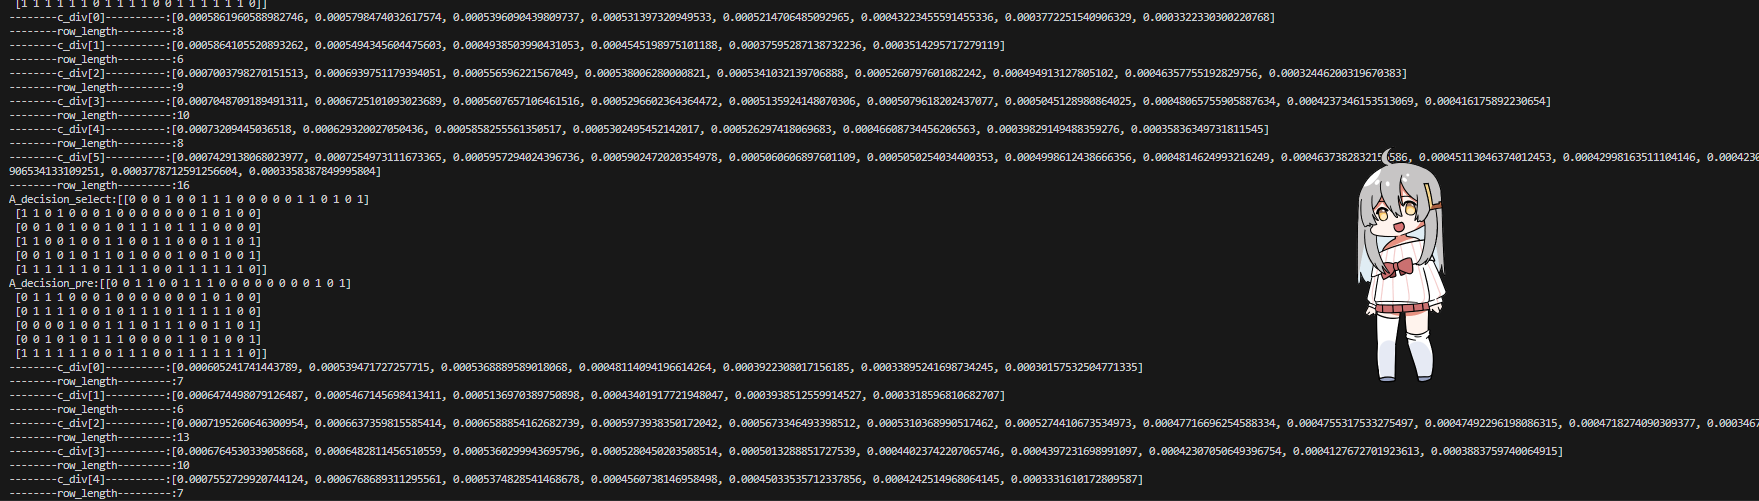 [1 1 1 1 1 1 0 1 1 1 1 0 0 1 1 1 1 1 1 0]]
--------c_div[0]----------:[0.0005861960588982746, 0.0005798474032617574, 0.0005396090439809737, 0.000531397320949533, 0.0005214706485092965, 0.00043223455591455336, 0.0003772251540906329, 0.0003322330300220768]
--------row_length---------:8
--------c_div[1]----------:[0.0005864105520893262, 0.0005494345604475603, 0.0004938503990431053, 0.0004545198975101188, 0.00037595287138732236, 0.0003514295717279119]
--------row_length---------:6
--------c_div[2]----------:[0.0007003798270151513, 0.0006939751179394051, 0.000556596221567049, 0.000538006280000821, 0.0005341032139706888, 0.0005260797601082242, 0.000494913127805102, 0.00046357755192829756, 0.00032446200319670383]
--------row_length---------:9
--------c_div[3]----------:[0.0007048709189491311, 0.0006725101093023689, 0.0005607657106461516, 0.0005296602364364472, 0.0005135924148070306, 0.0005079618202437077, 0.0005045128980864025, 0.00048065755905887634, 0.0004237346153513069, 0.000416175892230654]
--------row_length---------:10
--------c_div[4]----------:[0.00073209445036518, 0.000629320027050436, 0.0005858255561350517, 0.0005302495452142017, 0.000526297418069683, 0.00046608734456206563, 0.00039829149488359276, 0.00035836349731811545]
--------row_length---------:8
--------c_div[5]----------:[0.0007429138068023977, 0.0007254973111673365, 0.0005957294024396736, 0.0005902472020354978, 0.0005060606897601109, 0.0005050254034400353, 0.0004998612438666356, 0.0004814624993216249, 0.00045113046374012453, 0.00042998163511104146, 0.0004230
906534133109251, 0.0003778712591256604, 0.0003358387849995804]
--------row_length---------:16
A_decision_select:[[0 0 0 1 0 0 1 1 1 0 0 0 0 0 1 1 0 1 0 1]
[1 1 0 1 0 0 0 1 0 0 0 0 0 0 0 1 0 1 0 0]
[0 0 1 0 1 0 0 1 0 1 1 1 0 1 1 1 0 0 0 0]
[1 1 0 0 1 0 0 1 1 0 0 1 1 0 0 0 1 1 0 1]
[0 0 1 0 1 0 1 1 0 1 0 0 0 1 0 0 1 0 0 1]
[1 1 1 1 1 1 0 1 1 1 1 0 0 1 1 1 1 1 1 0]]
A_decision_pre:[[0 0 1 1 0 0 1 1 1 0 0 0 0 0 0 0 0 1 0 1]
[0 1 1 1 0 0 0 1 0 0 0 0 0 0 0 1 0 1 0 0]
[0 1 1 1 1 0 0 1 0 1 1 1 0 1 1 1 1 1 0 0]
[0 0 0 0 1 0 0 1 1 1 0 1 1 1 0 0 1 1 0 1]
[0 0 1 0 1 0 1 1 1 0 0 0 0 1 1 0 1 0 0 1]
[1 1 1 1 1 1 0 0 1 1 1 0 0 1 1 1 1 1 1 0]]
--------c_div[0]----------:[0.000605241741443789, 0.000539471727257715, 0.0005368889589018068, 0.00048114094196614264, 0.0003922308017156185, 0.00033895241698734245, 0.00030157532504771335]
--------row_length---------:7
--------c_div[1]----------:[0.0006474498079126487, 0.0005467145698413411, 0.0005136970389750898, 0.00043401917721948047, 0.0003938512559914527, 0.0003318596810682707]
--------row_length---------:6
--------c_div[2]----------:[0.0007195260646300954, 0.0006637359815585414, 0.0006588854162682739, 0.0005973938350172042, 0.0005673346493398512, 0.0005310368990517462, 0.0005274410673534973, 0.00047716696254588334, 0.0004755317533275497, 0.00047492296198086315, 0.0004718274090309377, 0.0003467
--------row_length---------:13
--------c_div[3]----------:[0.0006764530339058668, 0.0006482811456510559, 0.0005360299943695796, 0.0005280450203508514, 0.0005013288851727539, 0.00044023742207065746, 0.0004397231698991097, 0.00042307050649396754, 0.0004127672701923613, 0.0003883759740064915]
--------row_length---------:10
--------c_div[4]----------:[0.0007552729920744124, 0.0006768689311295561, 0.0005374828541468678, 0.0004560738146958498, 0.00045033535712337856, 0.0004242514968064145, 0.0003331610172809587]
--------row_length---------:7